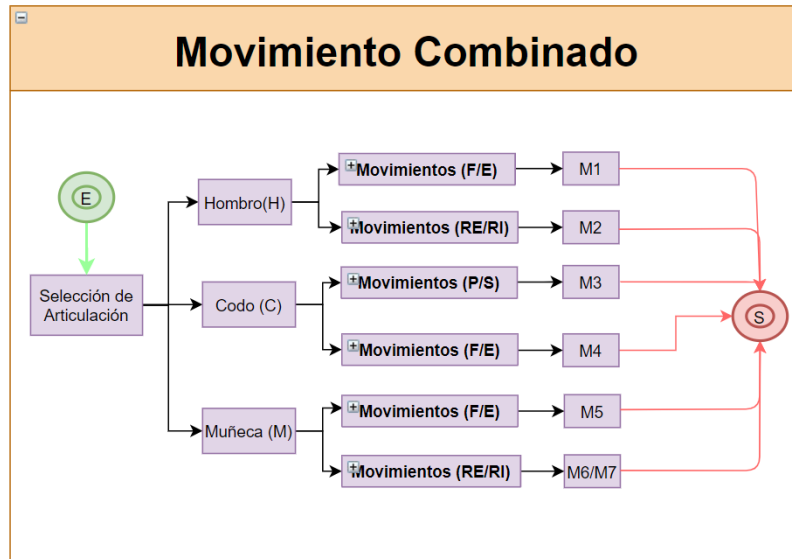 Movimiento Combinado
E
Selección de
Articulación
Hombro(H)
Movimientos (F/E)
M1
Movimientos (RE/RI)
M2
Codo (C)
Movimientos (P/S)
M3
Movimientos (F/E)
M4
Muñeca (M)
Movimientos (F/E)
M5
Movimientos (RE/RI)
M6/M7
S